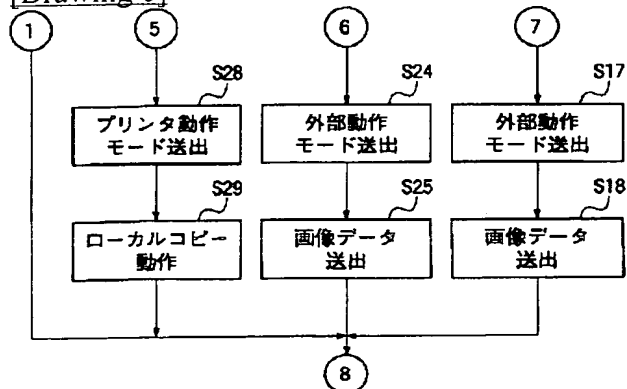 1 5 6 7
S28 S24 S17
プリンタ動作
モード送出
外部動作
モード送出
外部動作
モード送出
S29 S25 S18
ローカルコピー
動作
画像データ
送出
画像データ
送出
8